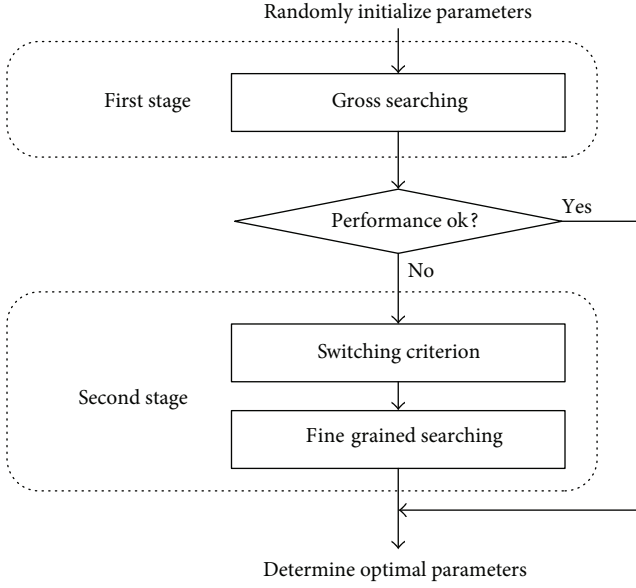 Randomly initialize parameters
First stage
Gross searching
Performance ok?
Yes
No
Switching criterion
Second stage
Fine grained searching
Determine optimal parameters